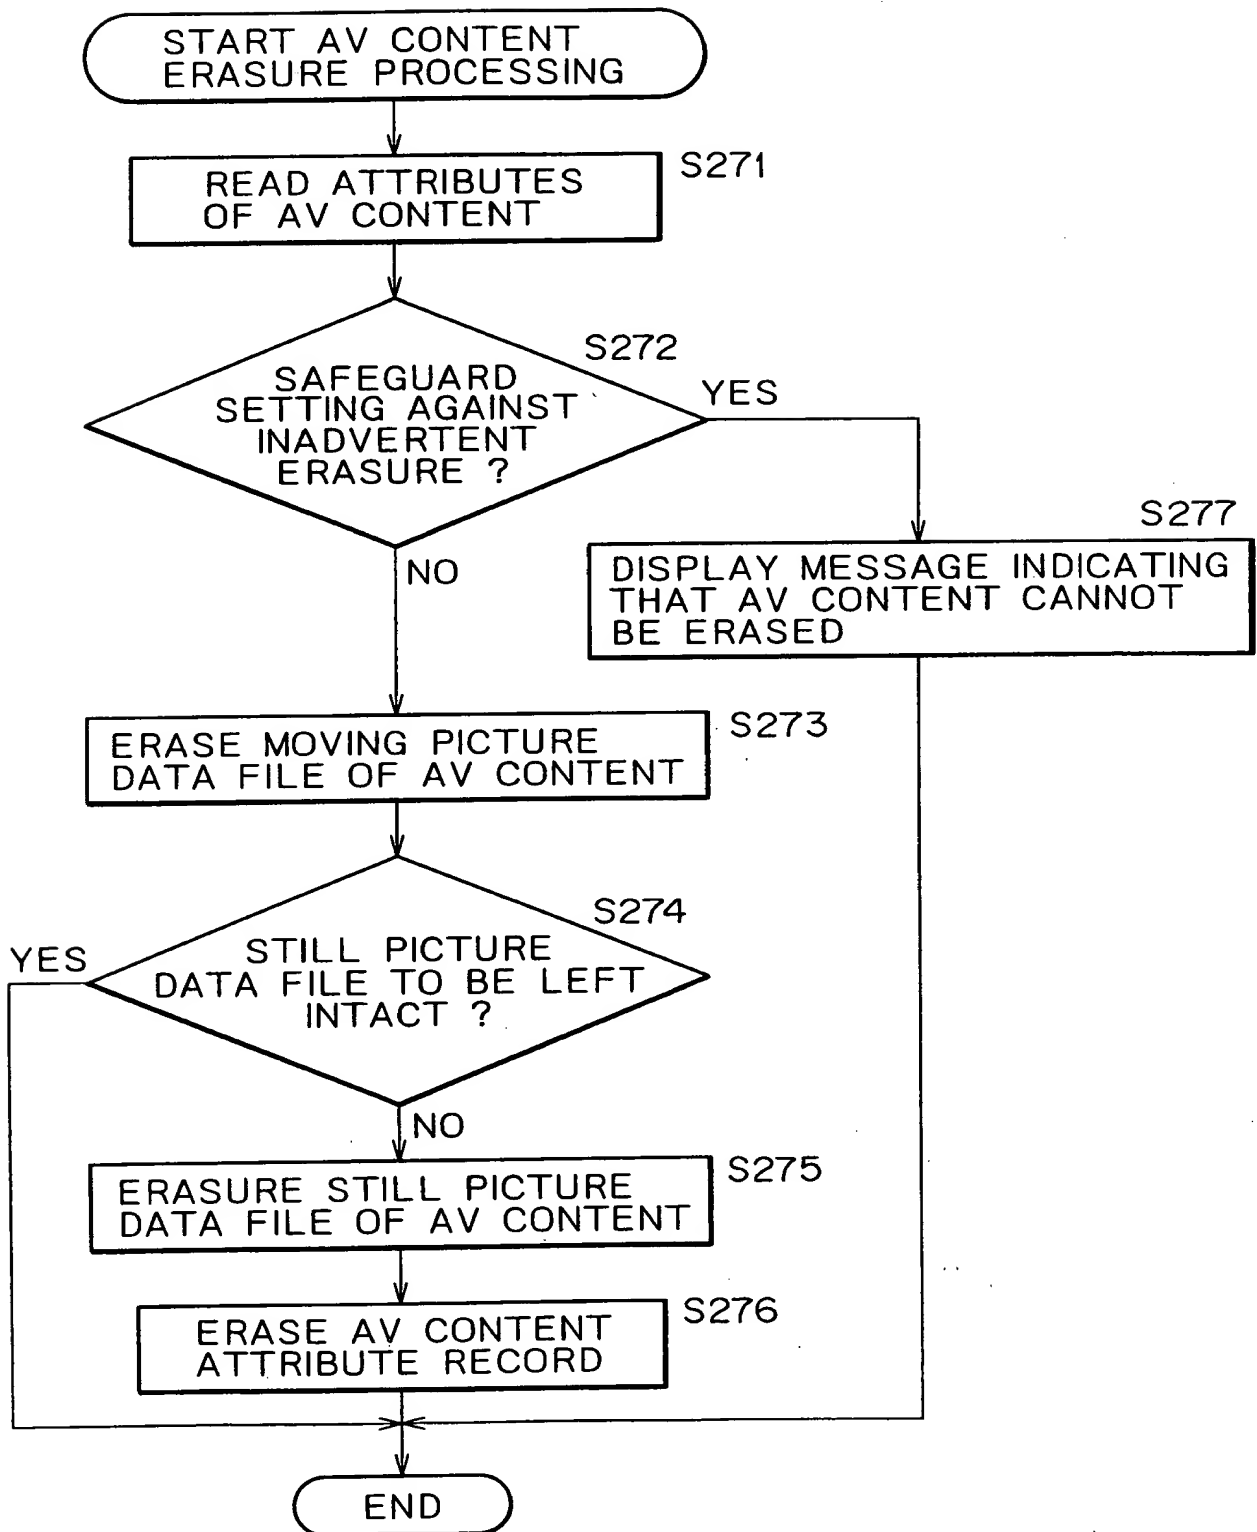 START AV CONTENT
ERASURE PROCESSING
S271
READ ATTRIBUTES
OF AV CONTENT
S272
SAFEGUARD
SETTING AGAINST
INADVERTENT
ERASURE ?
YES
NO
S277
DISPLAY MESSAGE INDICATING
THAT AV CONTENT CANNOT
BE ERASED
S273
ERASE MOVING PICTURE
DATA FILE OF AV CONTENT
S274
STILL PICTURE
DATA FILE TO BE LEFT
INTACT ?
YES
NO
S275
ERASURE STILL PICTURE
DATA FILE OF AV CONTENT
S276
ERASE AV CONTENT
ATTRIBUTE RECORD
END